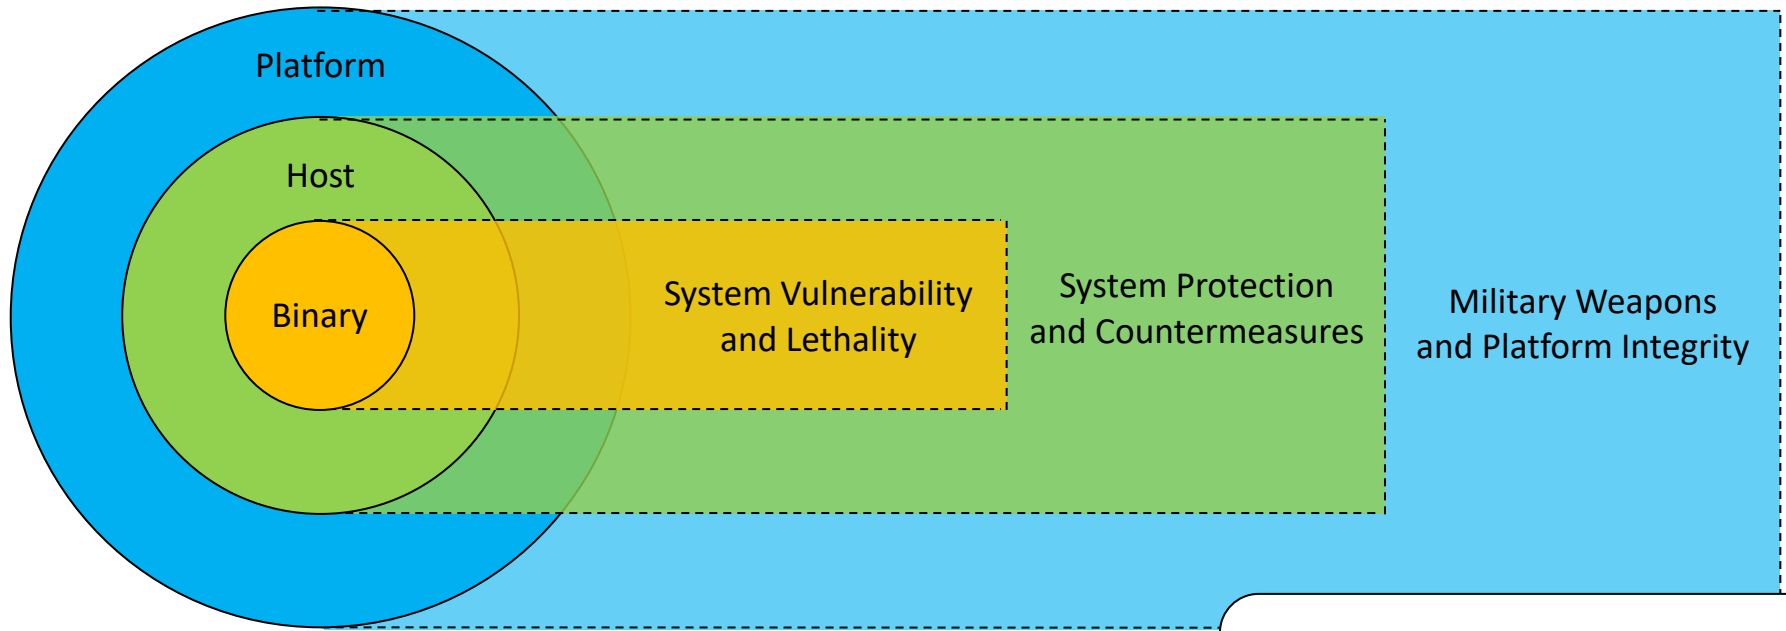 Platform
Host
Binary
System Vulnerability
and Lethality
System Protection
and Countermeasures
Military Weapons
and Platform Integrity